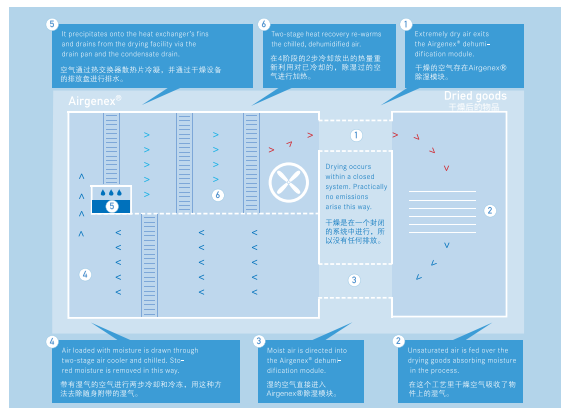 5
It precipitates onto the heat exchanger's fins
and drains from the drying facility via the
drain pan and the condensate drain.
空气通过热交换器散热片冷凝，并通过干燥设备
的排放盘进行排水。
6
Two-stage heat recovery re-warms
the chilled, dehumidified air.
在4阶段的2步冷却放出的热量重
新利用对已冷却的，除湿过的空
气进行加热。
1
Extremely dry air exits
the Airgenex® dehumi-
dification module.
干燥的空气存在Airgenex®
除湿模块。
Airgenex®
Dried goods
干燥后的物品
1
Drying occurs
within a closed
system. Practically
no emissions
arise this way.
干燥是在一个封闭
的系统中进行，所
以没有任何排放。
6
5
2
4
3
4
Air loaded with moisture is drawn through
two-stage air cooler and chilled. Sto-
red moisture is removed in this way.
带有湿气的空气进行两步冷却和冷冻，用这种方
法去除随身附带的湿气。
3
Moist air is directed into
the Airgenex® dehum-
dification module.
湿的空气直接进入
Airgenex®除湿模块。
2
Unsaturated air is fed over the
drying goods absorbing moisture
in the process.
在这个工艺里干燥空气吸收了物
件上的湿气。